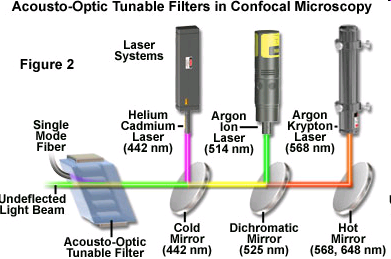 Acousto-Optic Tunable Filters in Confocal Microscopy
Figure 2
Laser
Systems
Helium
Cadmium
Laser
(442 nm)
Argon
Ion
Laser
(514 nm)
Argon
Krypton
Laser
(568 nm)
Single
Mode
Fiber
Undeflected
Light Beam
Acousto-Optic
Tunable Filter
Cold
Mirror
(442 nm)
Dichromatic
Mirror
(525 nm)
Hot
Mirror
(568, 648 nm)